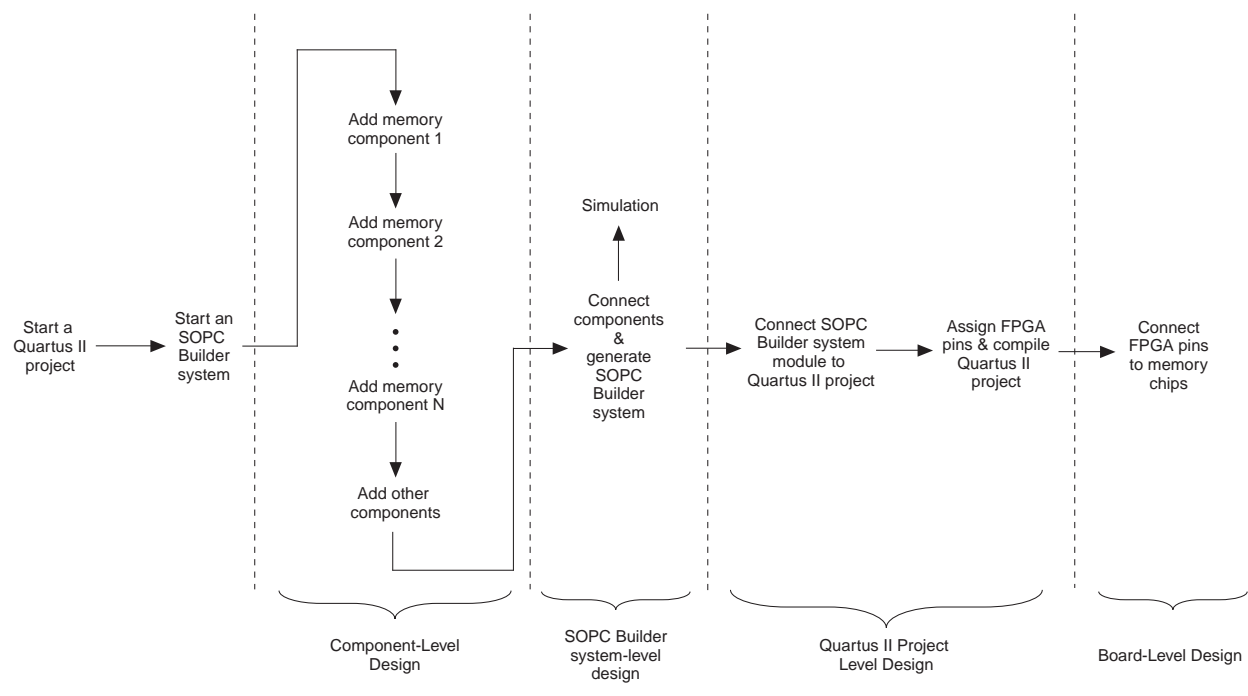 Start a
Quartus II
project
Start an
SOPC
Builder
system
Add memory
component 1
Add memory
component 2
Add memory
component N
Add other
components
Simulation
Connect
components
& generate
SOPC
Builder
system
Connect SOPC
Builder system
module to
Quartus II project
Assign FPGA
pins & compile
Quartus II
project
Connect
FPGA pins
to memory
chips
Component-Level
Design
SOPC Builder
system-level
design
Quartus II Project
Level Design
Board-Level Design